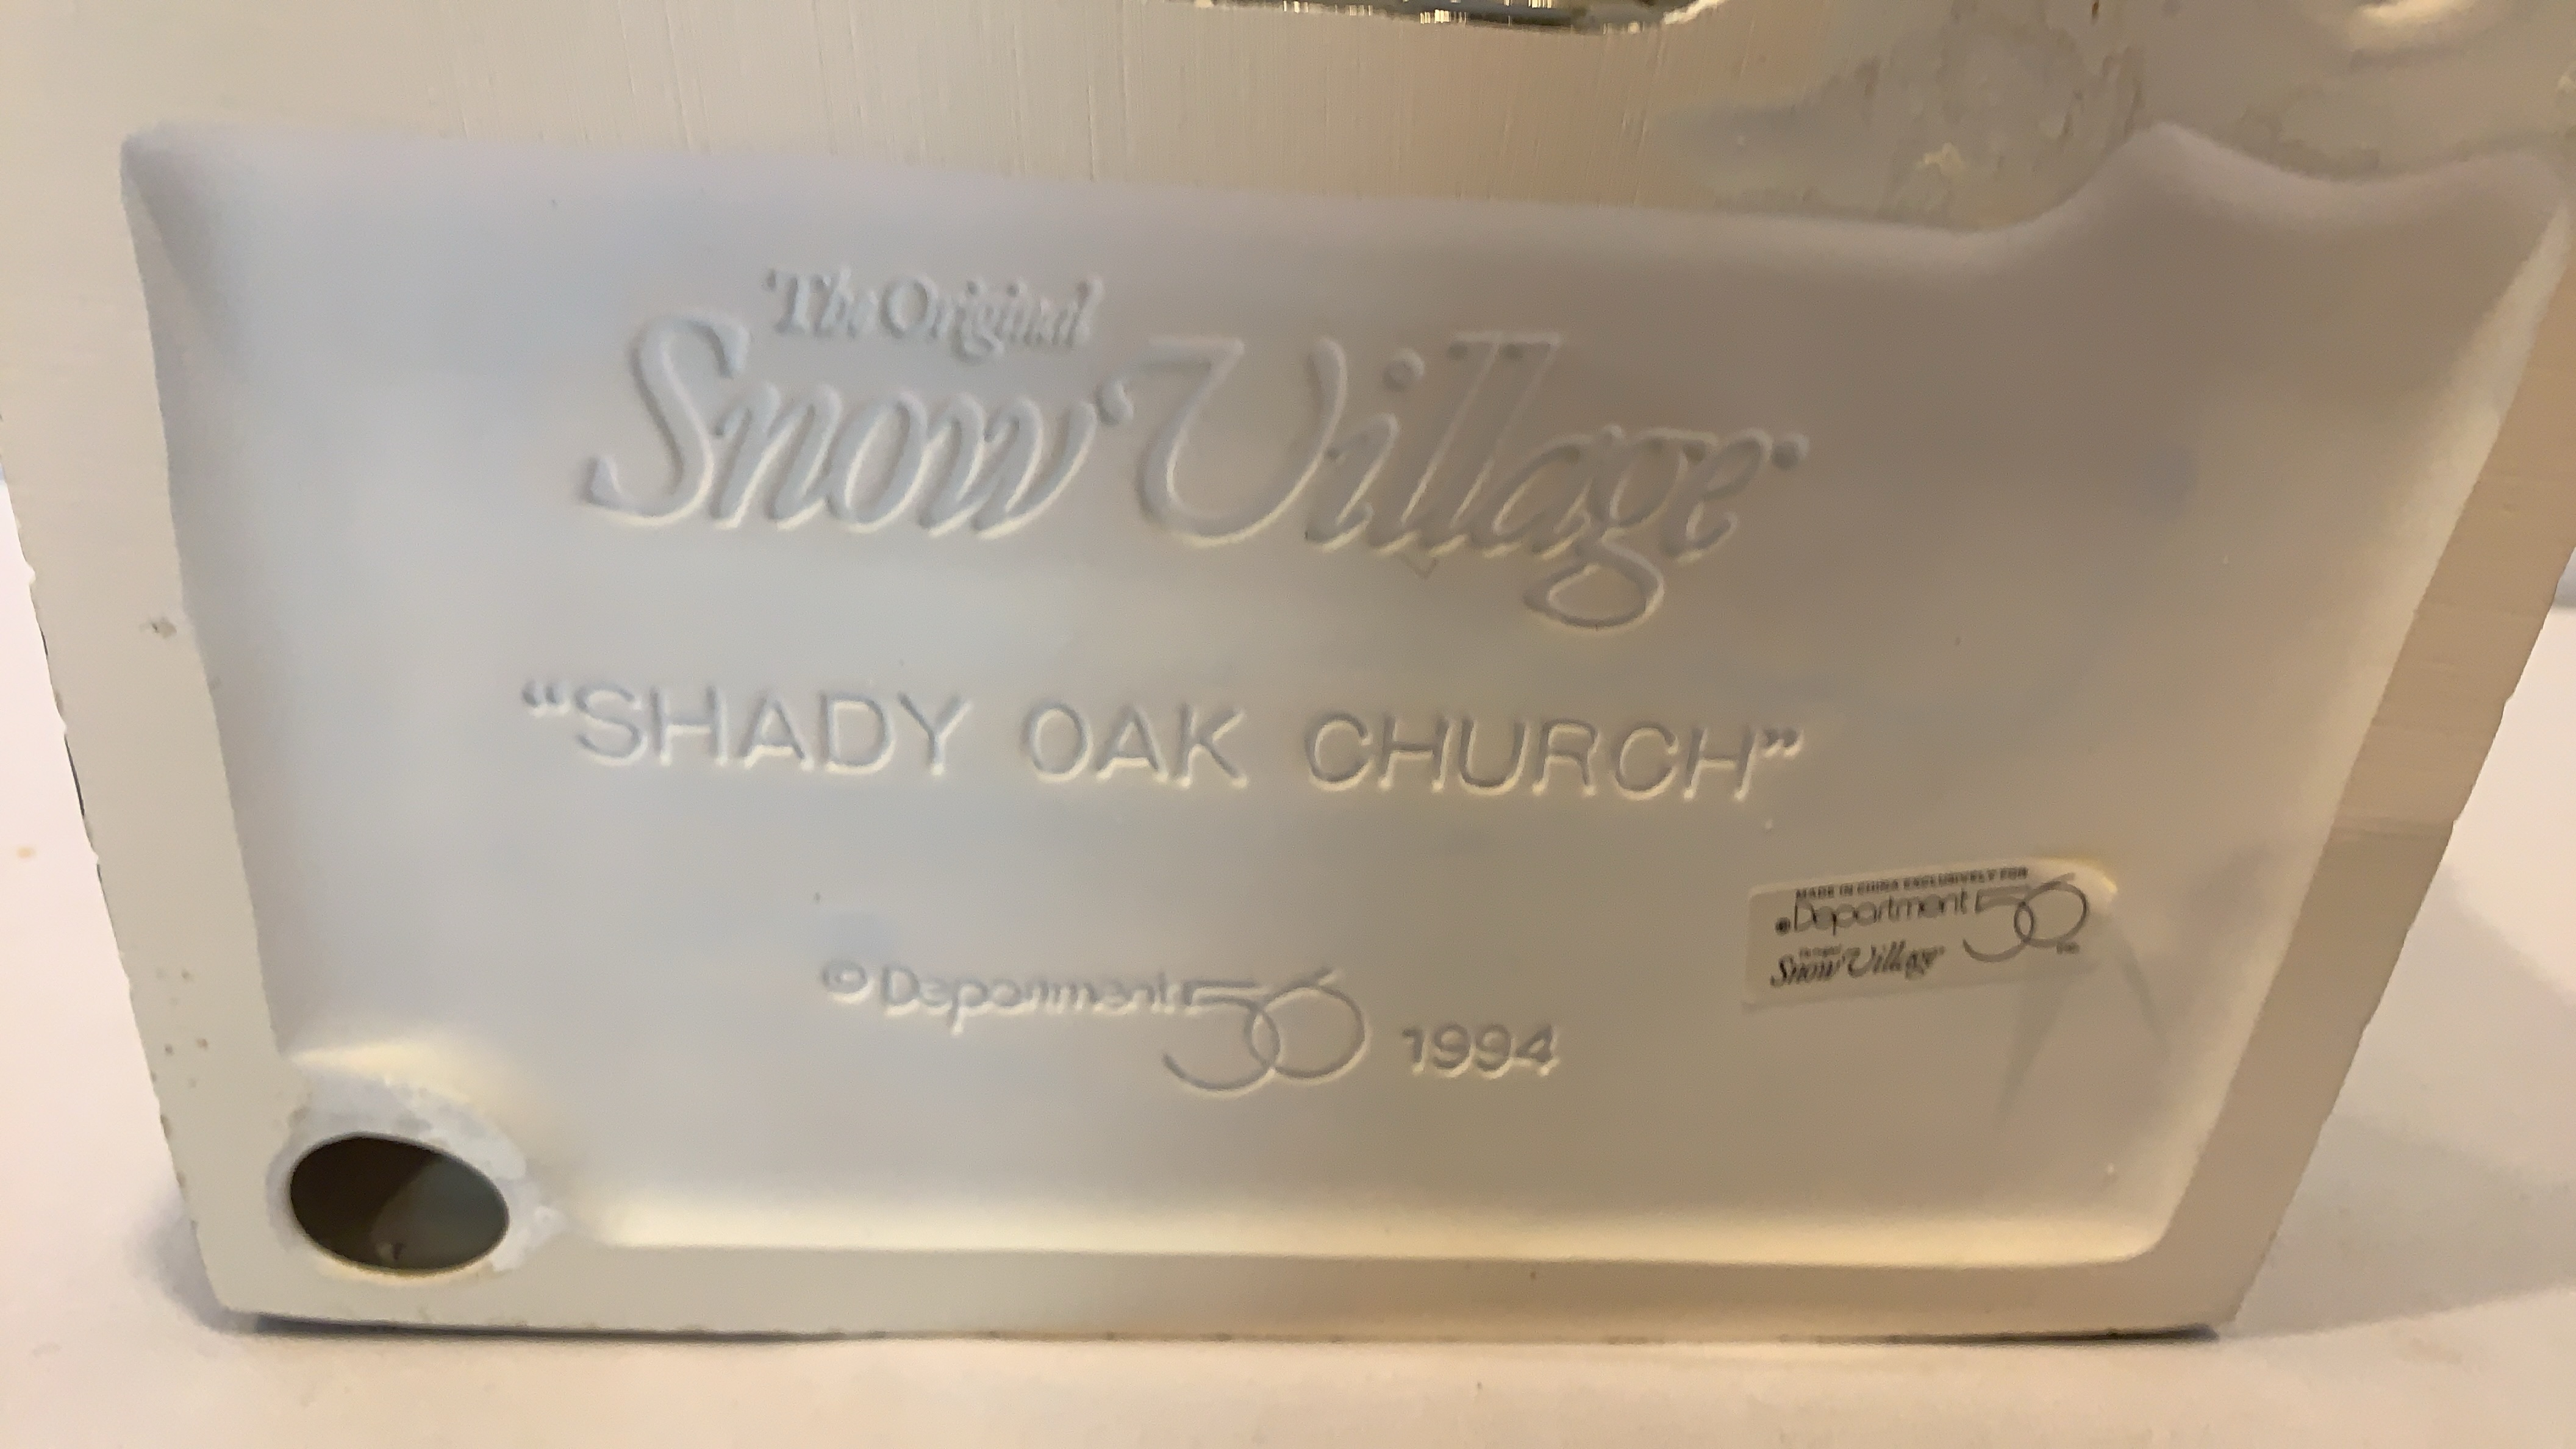 The Original
Snow Village
"SHADY OAK CHURCH"
© Department 56 1994
MADE IN CHINA EXCLUSIVELY FOR
Department 56
Snow Village